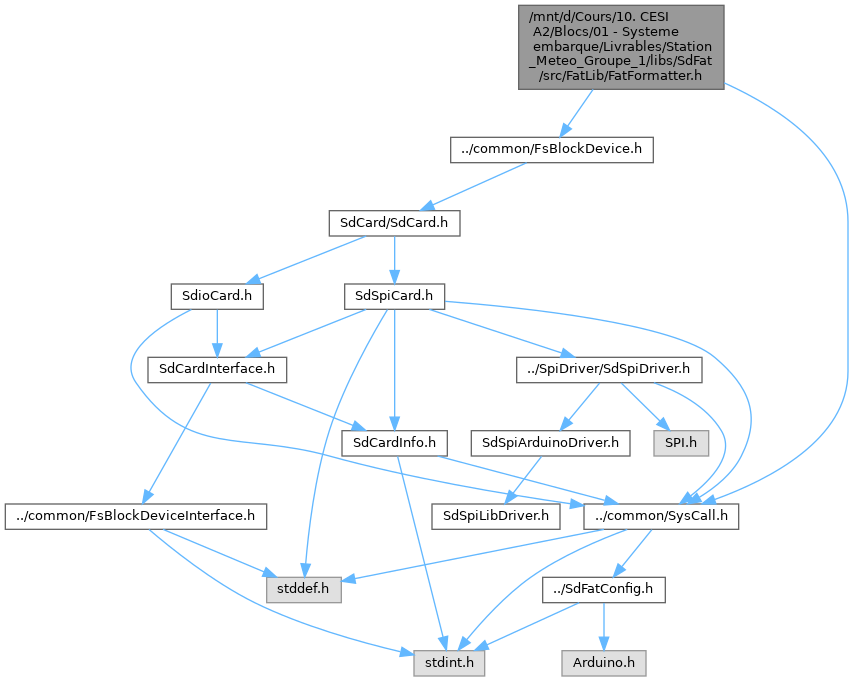 /mnt/d/Cours/10. CESI
A2/Blocs/01 - Systeme
embarque/Livrables/Station
_Meteo_Groupe_1/libs/SdFat
/src/FatLib/FatFormatter.h
../common/FsBlockDevice.h
SdCard/SdCard.h
SdioCard.h
SdSpiCard.h
SdCardInterface.h
../SpiDriver/SdSpiDriver.h
SdCardInfo.h
SdSpiArduinoDriver.h
SPI.h
../common/FsBlockDeviceInterface.h
SdSpiLibDriver.h
../common/SysCall.h
stddef.h
../SdFatConfig.h
stdint.h
Arduino.h